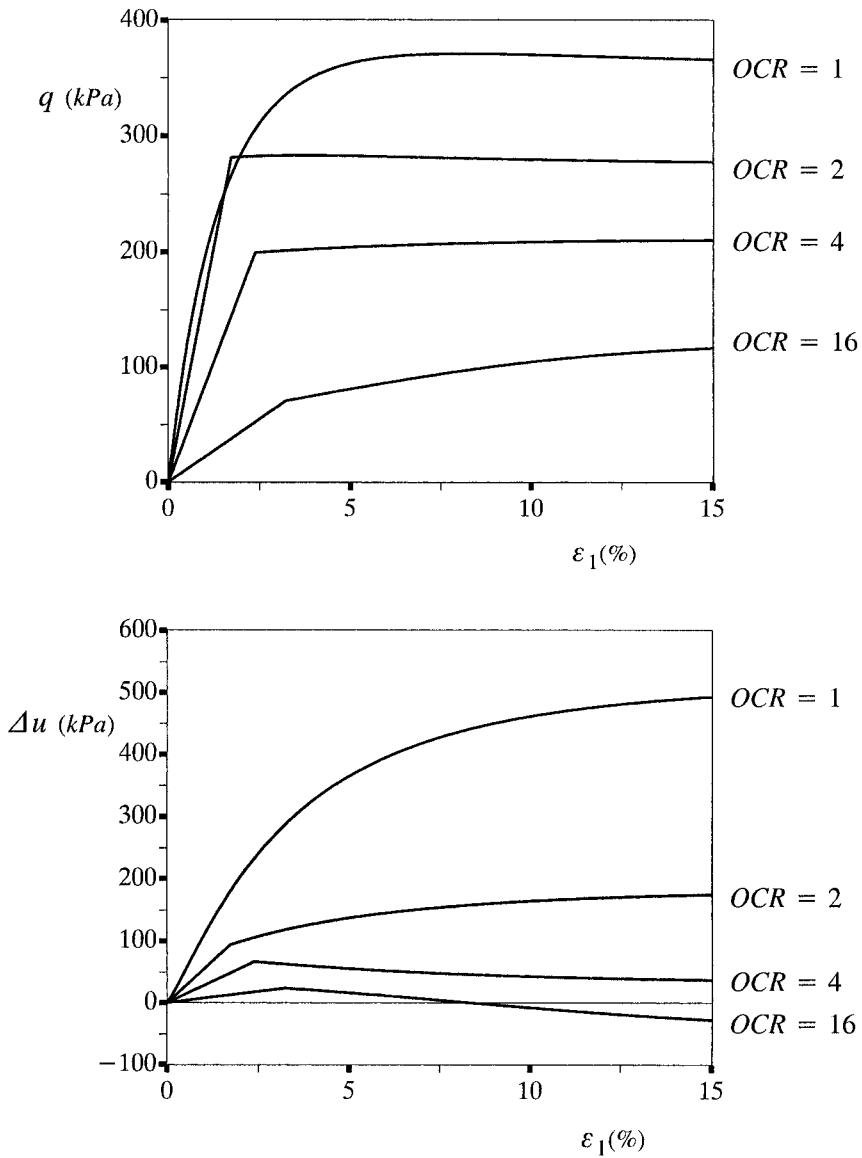 400
q (kPa)
300
200
100
0
OCR = 1
OCR = 2
OCR = 4
OCR = 16
0 5 10 15
ε1(%)
600
500
Δu (kPa)
400
300
200
100
0
−100
OCR = 1
OCR = 2
OCR = 4
OCR = 16
0 5 10 15
ε1(%)